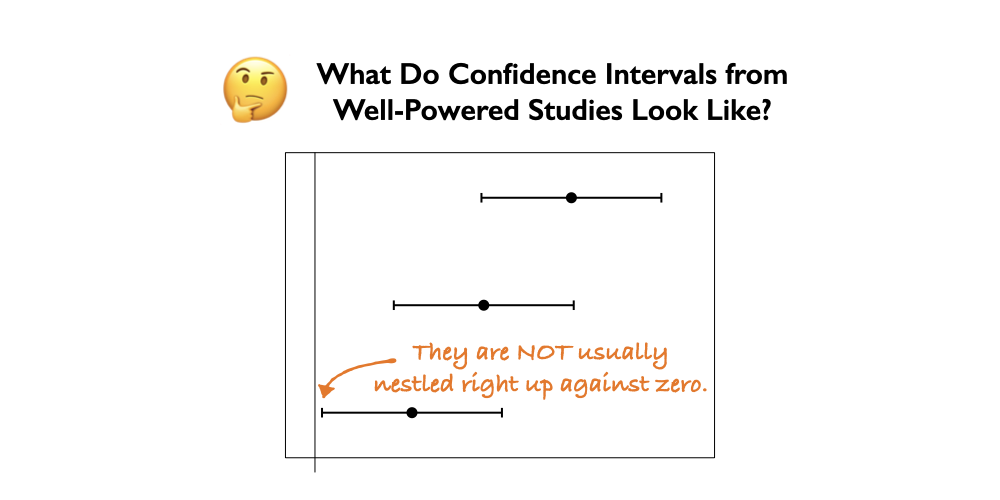 What Do Confidence Intervals from
Well-Powered Studies Look Like?
They are NOT usually
nestled right up against zero.